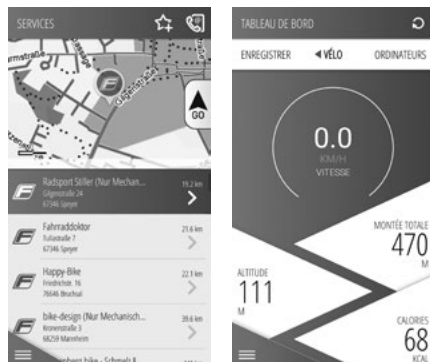 SERVICES
Gilgenstraße
GO
Radsport Stiller (Nur Mechan...
19.2 km
Gilgenstraße 24
67346 Speyer
Fahrraddoktor
21.6 km
Tullastraße 7
67346 Speyer
Happy-Bike
22.1 km
Friedrichstr. 16
76646 Bruchsal
bike-design (Nur Mechanisch...
39.6 km
Kronenstraße 3
68259 Mannheim
TABLEAU DE BORD
ENREGISTRER
VÉLO
ORDINATEURS
0.0
KM/H
VITESSE
MONTÉE TOTALE
470
M
ALTITUDE
111
M
CALORIES
68
KCAL